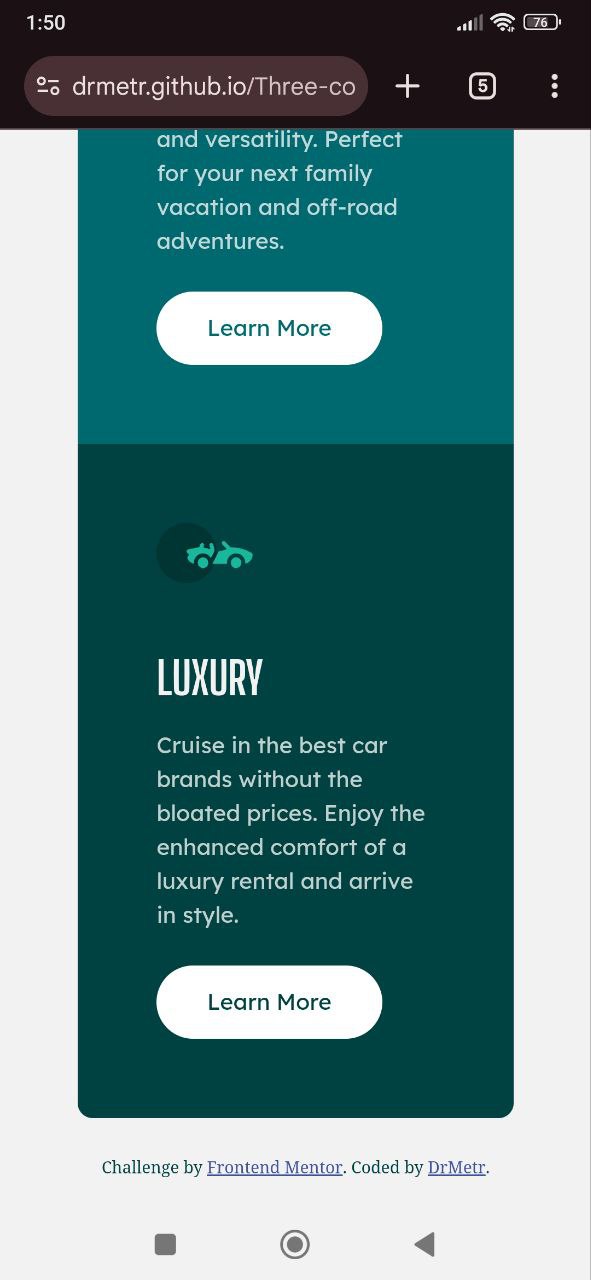 1:50
76
drmetr.github.io/Three-co
5
and versatility. Perfect
for your next family
vacation and off-road
adventures.
Learn More
LUXURY
Cruise in the best car
brands without the
bloated prices. Enjoy the
enhanced comfort of a
luxury rental and arrive
in style.
Learn More
Challenge by Frontend Mentor. Coded by DrMetr.